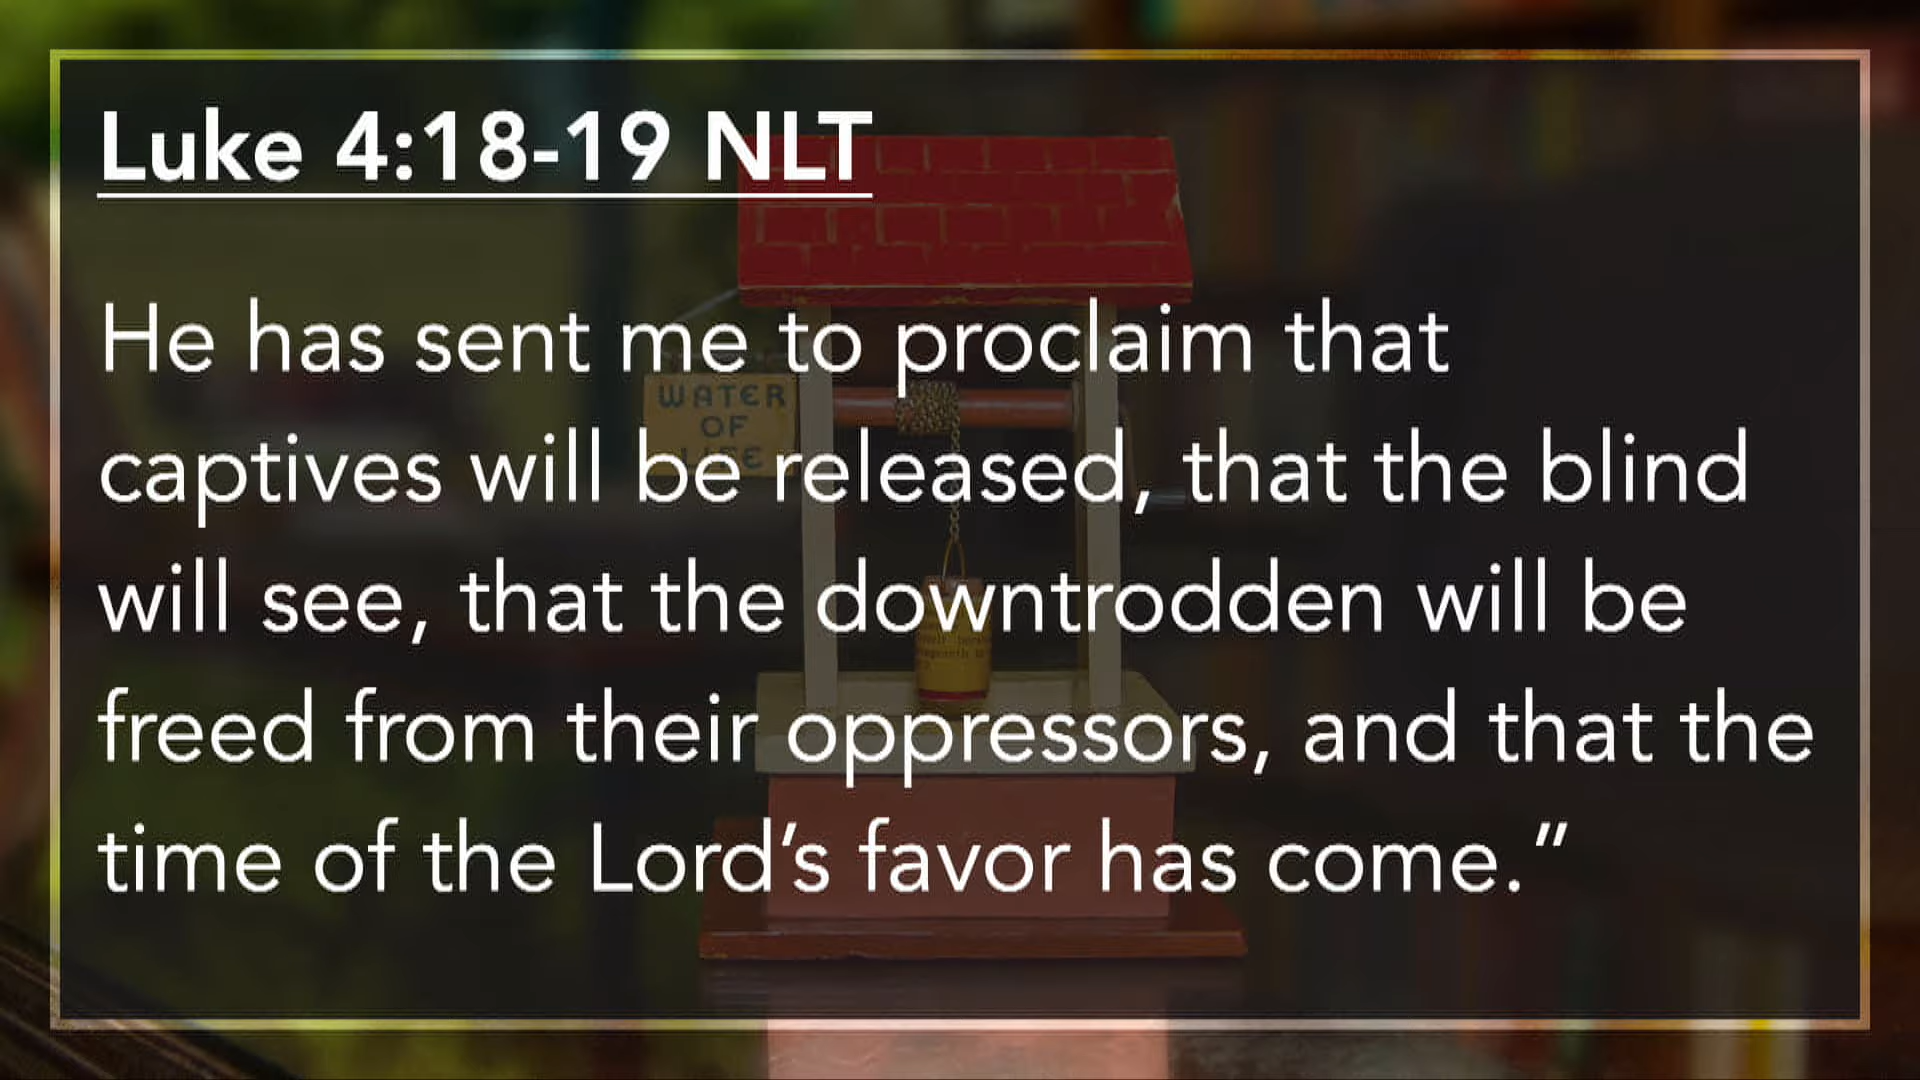 Luke 4:18-19 NLT
He has sent me to proclaim that
captives will be released, that the blind
will see, that the downtrodden will be
freed from their oppressors, and that the
time of the Lord’s favor has come.”
WATER
OF
LIFE